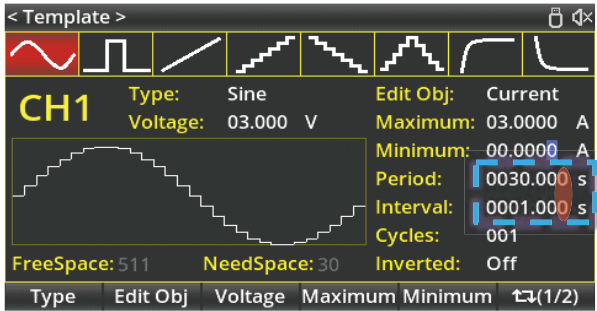 < Template >
CH1
Type: Sine
Voltage: 03.000 V
Edit Obj: Current
Maximum: 03.0000 A
Minimum: 00.0000 A
Period: 0030.000 s
Interval: 0001.000 s
Cycles: 001
Inverted: Off
FreeSpace: 511 NeedSpace: 30
Type Edit Obj Voltage Maximum Minimum (1/2)